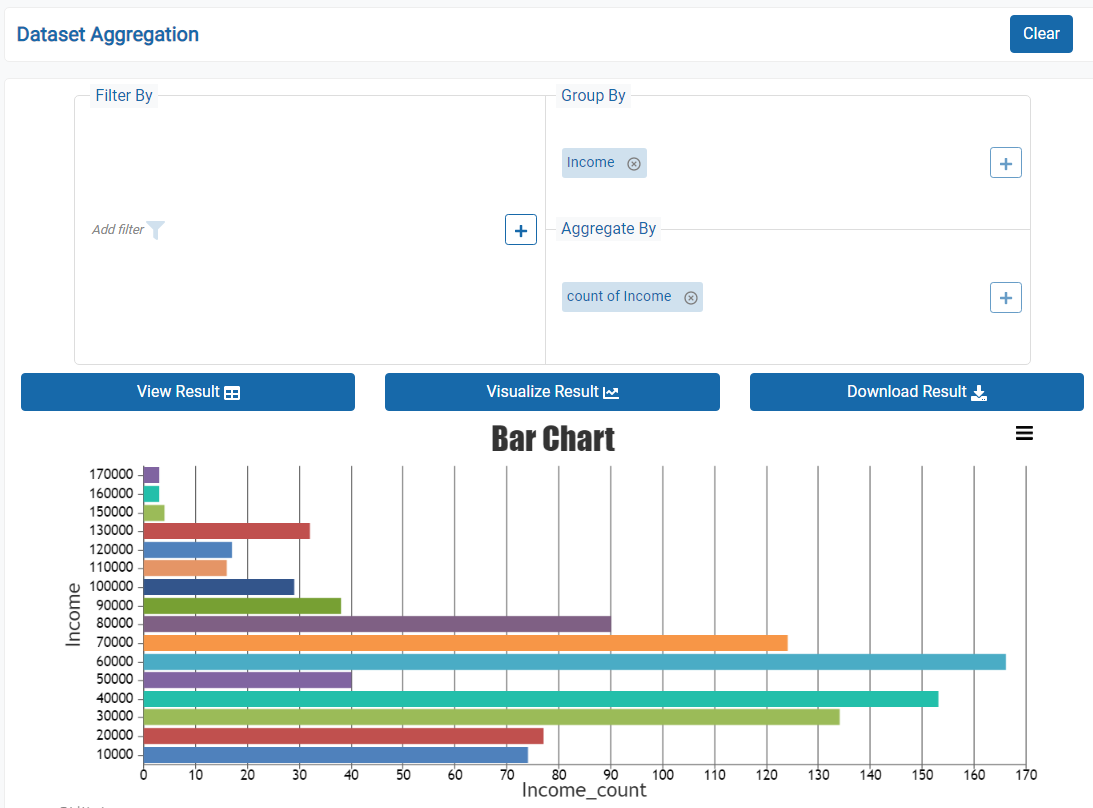 Dataset Aggregation
Clear
Filter By
Group By
Income
Add filter
Aggregate By
count of Income
View Result
Visualize Result
Download Result
Bar Chart
170000
160000
150000
130000
120000
110000
100000
90000
80000
70000
60000
50000
40000
30000
20000
10000
Income
0 10 20 30 40 50 60 70 80 90 100 110 120 130 140 150 160 170
Income_count